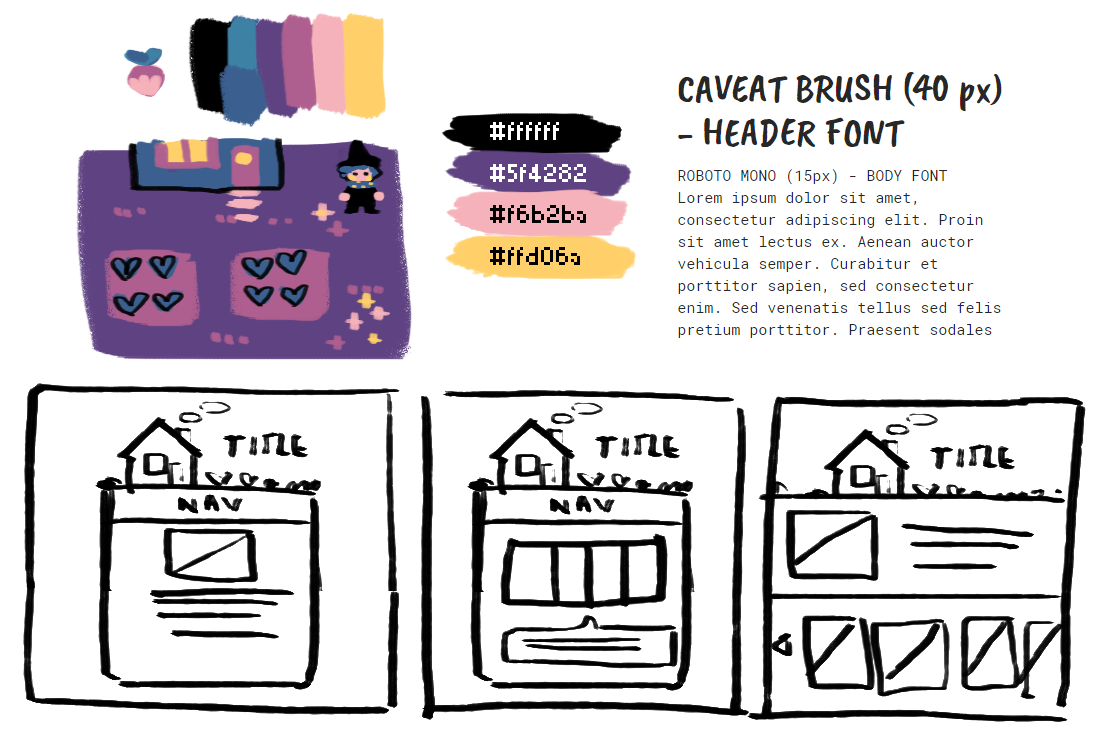 #ffffff
#5f4282
#f6b2ba
#ffd06a
CAVEAT BRUSH (40 px)
- HEADER FONT
ROBOTO MONO (15px) - BODY FONT
Lorem ipsum dolor sit amet,
consectetur adipiscing elit. Proin
sit amet lectus ex. Aenean auctor
vehicula semper. Curabitur et
porttitor sapien, sed consectetur
enim. Sed venenatis tellus sed felis
pretium porttitor. Praesent sodales
TITLE
NAV
TITLE
NAV
TITLE